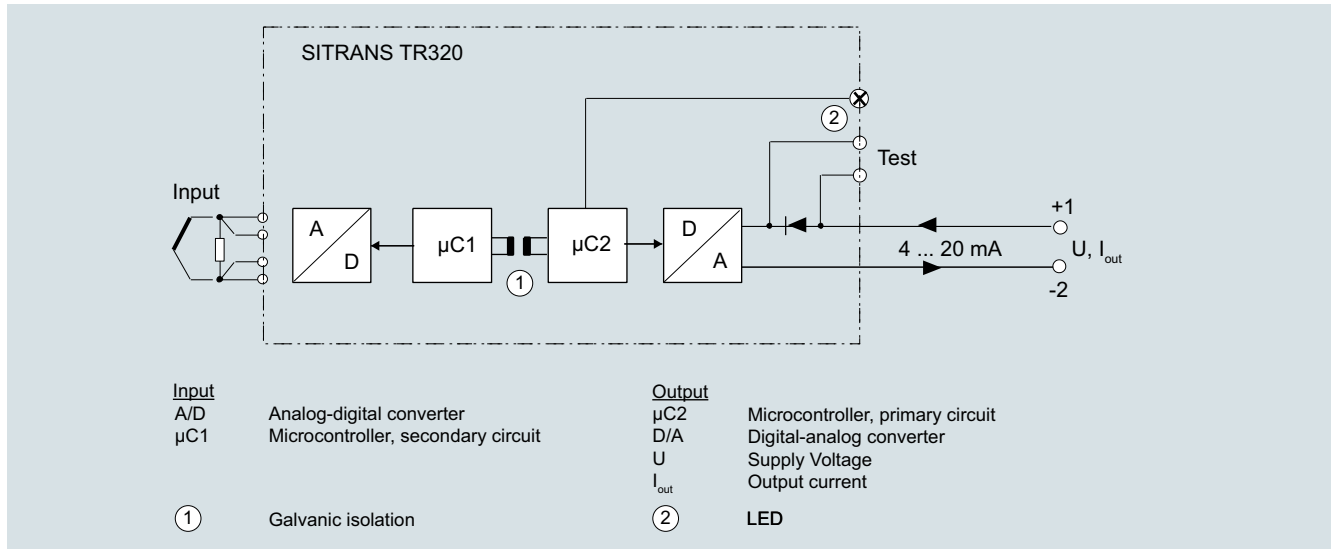 SITRANS TR320
2
Test
Input
A
D
µC1
µC2
D
A
1
+1
4 ... 20 mA
U, Iout
-2
Input
A/D Analog-digital converter
µC1 Microcontroller, secondary circuit
1 Galvanic isolation
Output
µC2 Microcontroller, primary circuit
D/A Digital-analog converter
U Supply Voltage
Iout Output current
2 LED